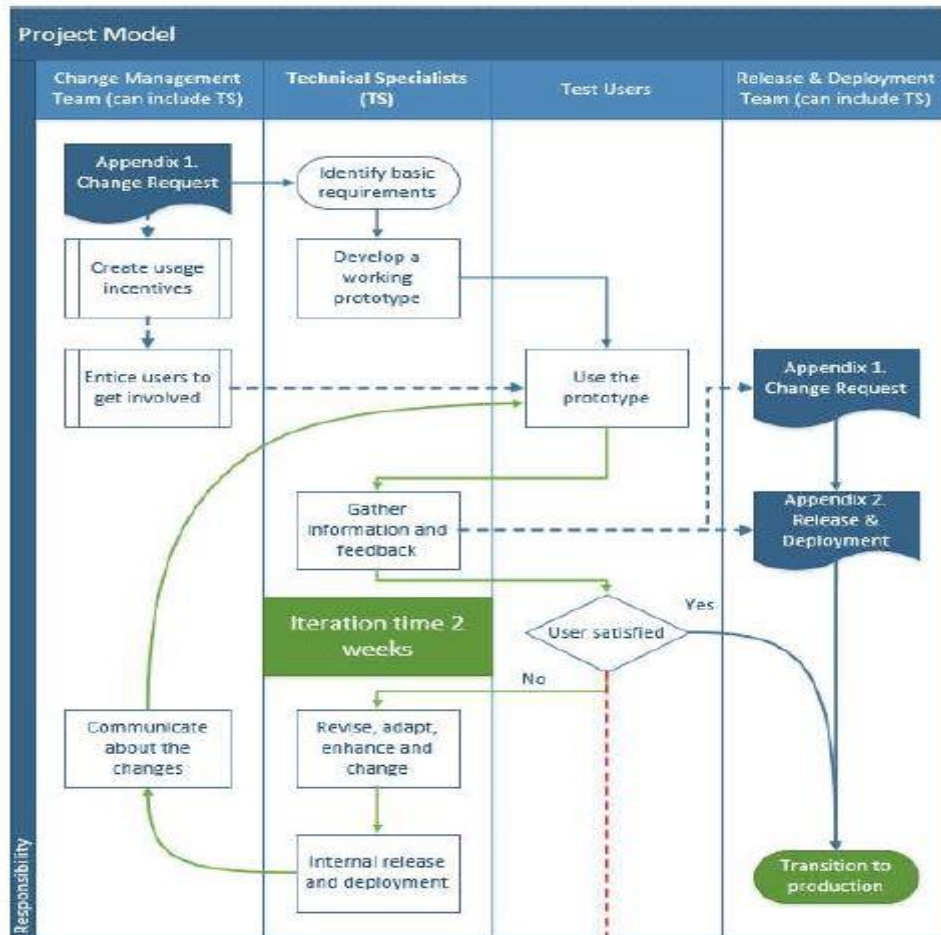 Project Model
Change Management
Team (can include TS)
Technical Specialists
(TS)
Test Users
Release & Deployment
Team (can include TS)
Appendix 1.
Change Request
Identify basic
requirements
Create usage
incentives
Develop a
working
prototype
Entice users to
get involved
Use the
prototype
Appendix 1.
Change Request
Gather
information and
feedback
Appendix 2.
Release &
Deployment
Iteration time 2
weeks
User satisfied
Yes
No
Communicate
about the
changes
Revise, adapt,
enhance and
change
Internal release
and deployment
Transition to
production
Responsibility